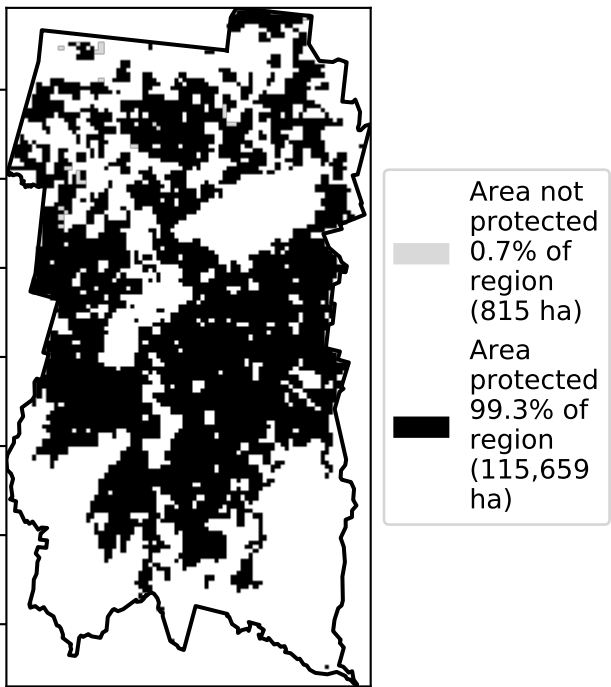 Area not
protected
0.7% of
region
(815 ha)
Area
protected
99.3% of
region
(115,659
ha)